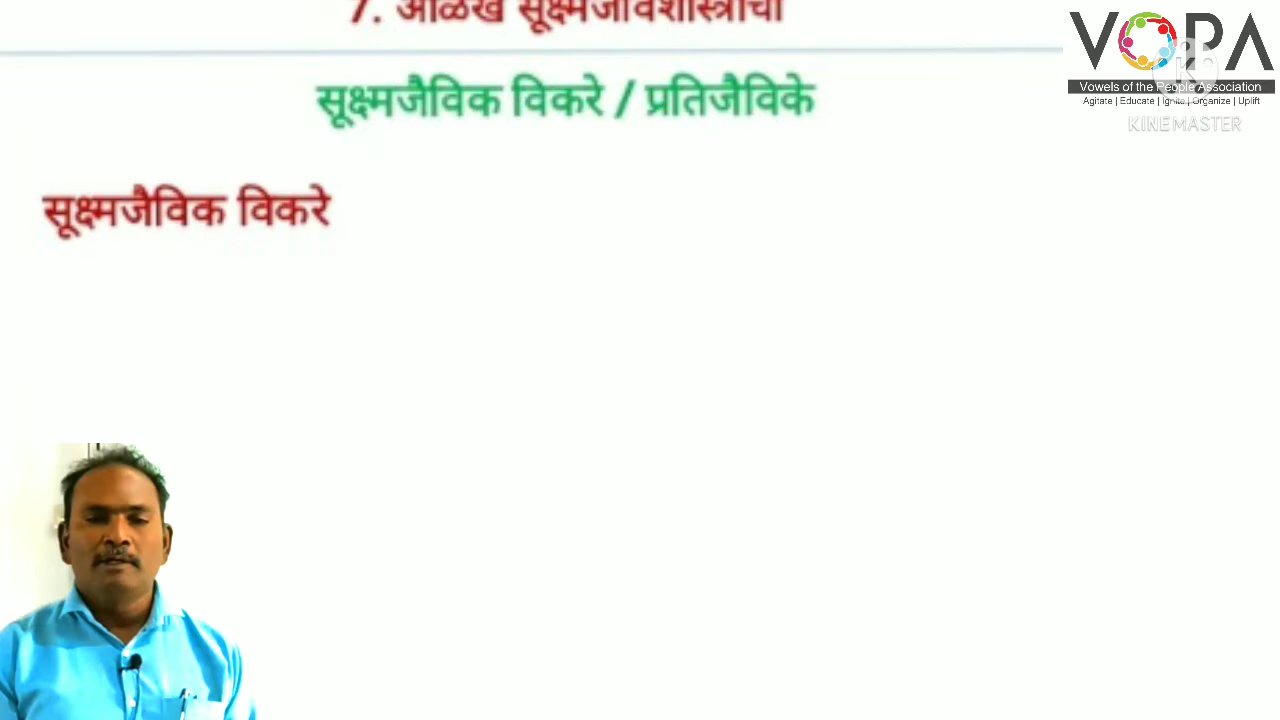 7. ओळख सूक्ष्मजीवशास्त्राची
सूक्ष्मजैविक विकरे / प्रतिजैविके
सूक्ष्मजैविक विकरे
VOPA
Vowels of the People Association
Agitate | Educate | Ignite | Organize | Uplift
KINEMASTER